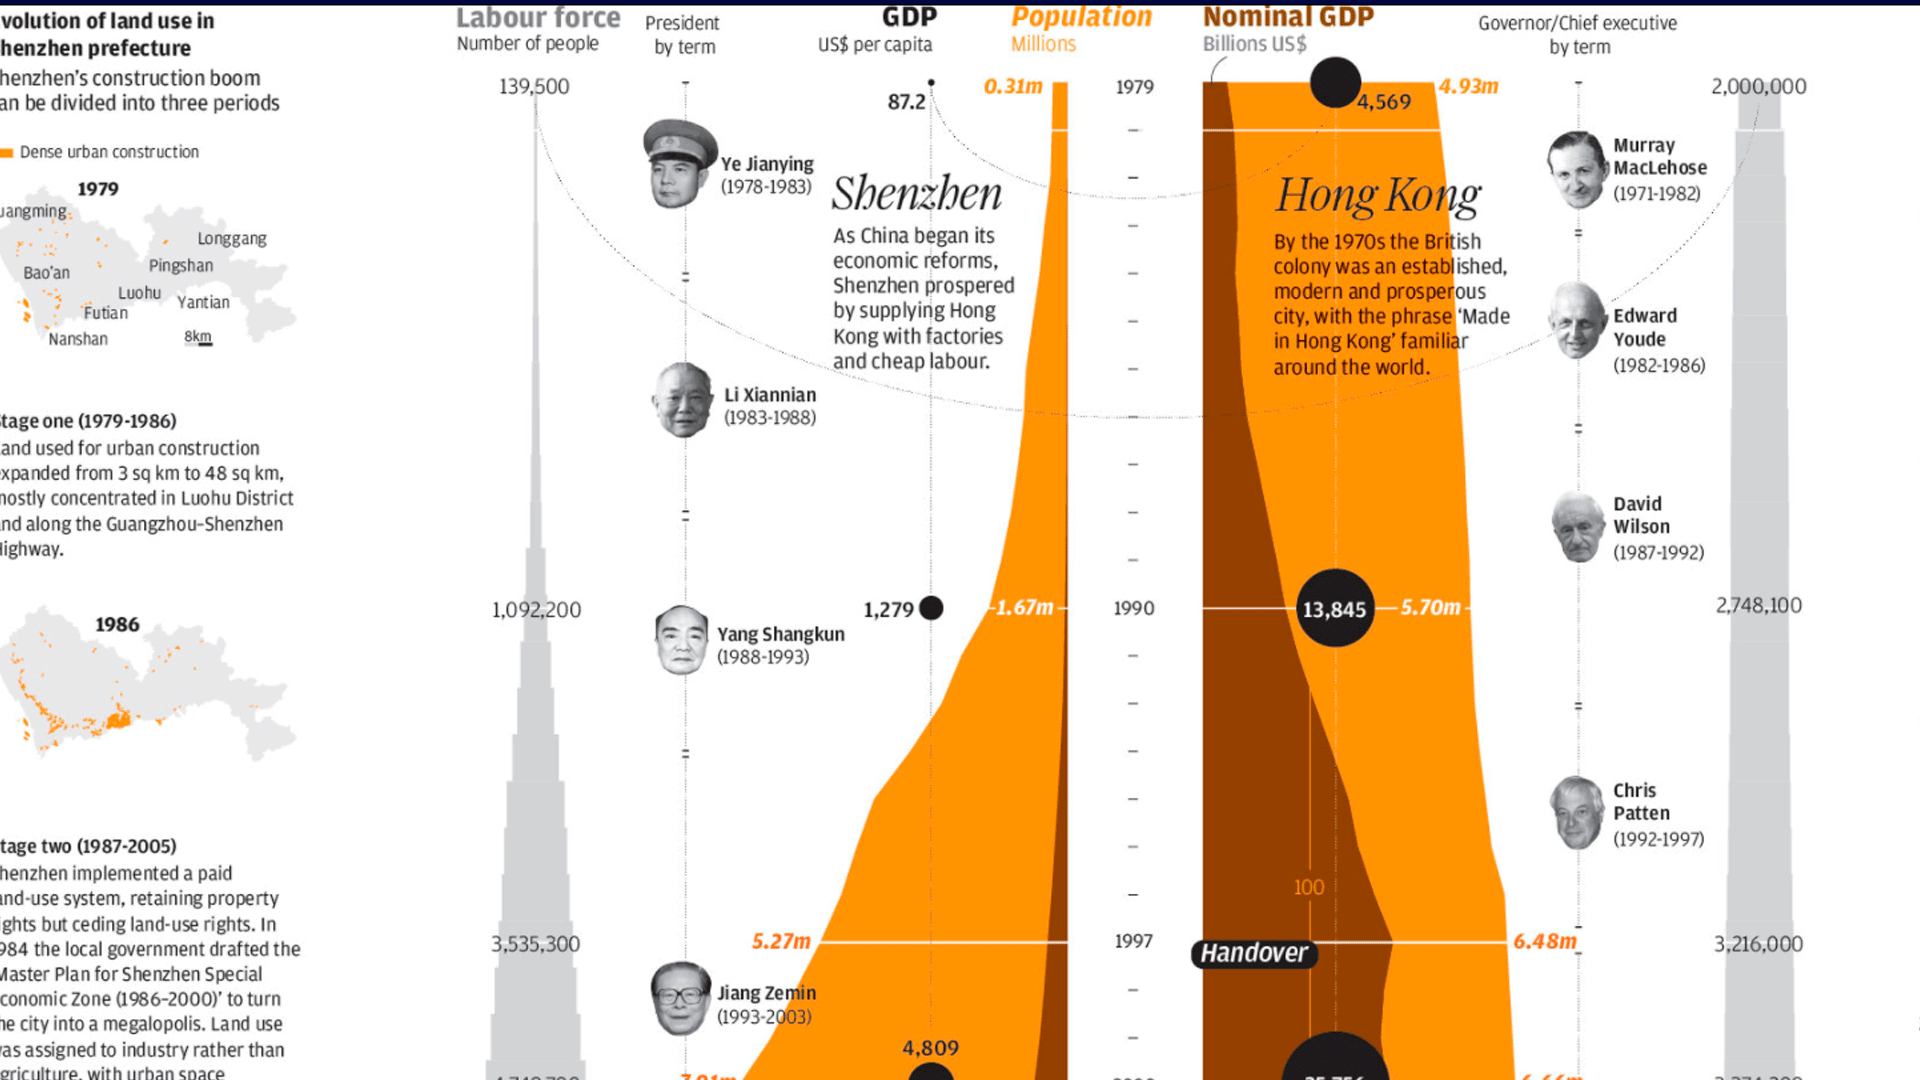 volution of land use in
henzhen prefecture
henzhen's construction boom
an be divided into three periods
Dense urban construction
1979
uangming
Longgang
Bao'an
Pingshan
Luohu
Yantian
Futian
Nanshan
8km
tage one (1979-1986)
and used for urban construction
xpanded from 3 sq km to 48 sq km,
ostly concentrated in Luohu District
nd along the Guangzhou-Shenzhen
ighway.
1986
tage two (1987-2005)
henzhen implemented a paid
and-use system, retaining property
ights but ceding land-use rights. In
984 the local government drafted the
Master Plan for Shenzhen Special
conomic Zone (1986-2000)' to turn
he city into a megalopolis. Land use
as assigned to industry rather than
griculture, with urban space
Labour force
Number of people
139,500
1,092,200
3,535,300
President
by term
Ye Jianying
(1978-1983)
Li Xiannian
(1983-1988)
Yang Shangkun
(1988-1993)
Jiang Zemin
(1993-2003)
GDP
US$ per capita
87.2
1,279
4,809
Shenzhen
As China began its
economic reforms,
Shenzhen prospered
by supplying Hong
Kong with factories
and cheap labour.
Population
Millions
0.31m
1.67m
5.27m
1979
1990
1997
Nominal GDP
Billions US$
4,569
4.93m
Hong Kong
By the 1970s the British
colony was an established,
modern and prosperous
city, with the phrase 'Made
in Hong Kong' familiar
around the world.
13,845
5.70m
100
Handover
6.48m
Governor/Chief executive
by term
Murray
MacLehose
(1971-1982)
Edward
Youde
(1982-1986)
David
Wilson
(1987-1992)
Chris
Patten
(1992-1997)
2,000,000
2,748,100
3,216,000